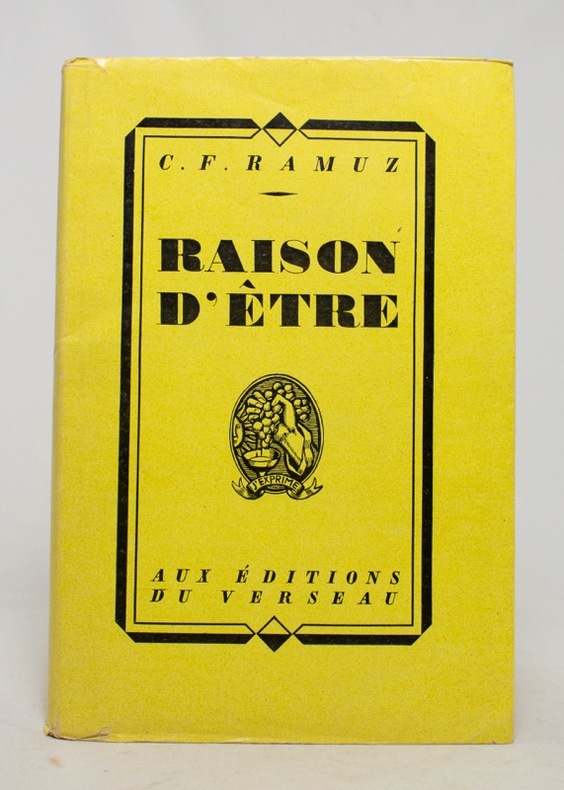 C. F. RAMUZ
RAISON
D'ÊTRE
J'EXPRIME
AUX ÉDITIONS
DU VERSEAU